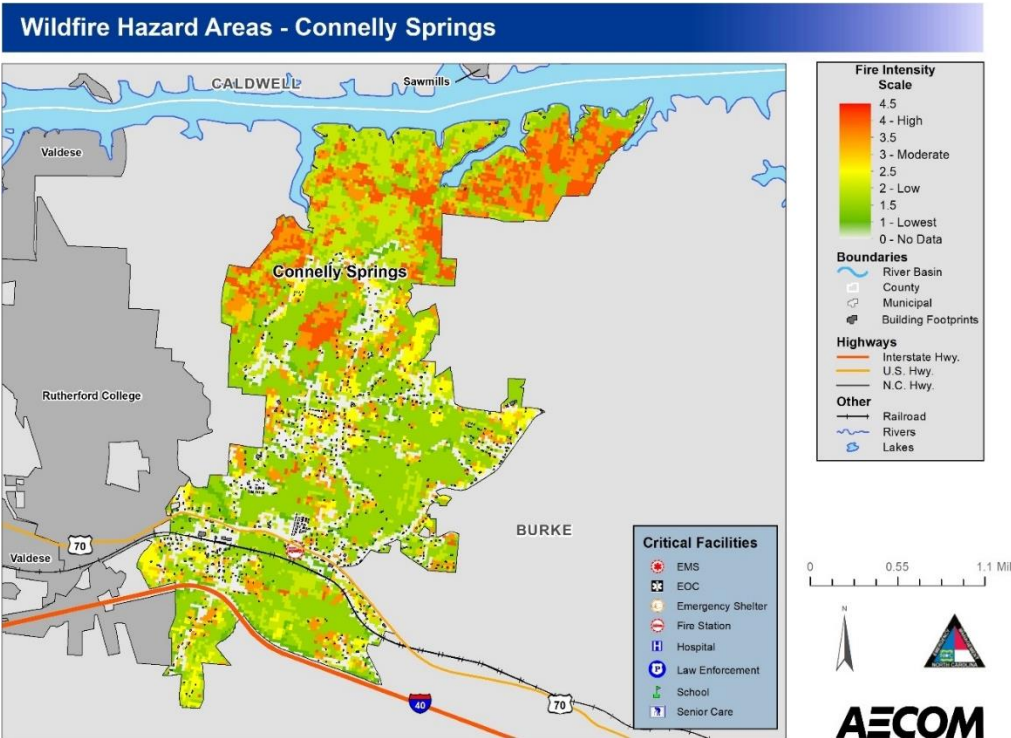 Wildfire Hazard Areas - Connelly Springs
CALDWELL
Sawmills
Valdese
Connelly Springs
Rutherford College
BURKE
70
Valdese
40
70
Fire Intensity
Scale
4.5
4 - High
3.5
3 - Moderate
2.5
2 - Low
1.5
1 - Lowest
0 - No Data
Boundaries
River Basin
County
Municipal
Building Footprints
Highways
Interstate Hwy.
U.S. Hwy.
N.C. Hwy.
Other
Railroad
Rivers
Lakes
Critical Facilities
EMS
EOC
Emergency Shelter
Fire Station
H Hospital
P Law Enforcement
School
Senior Care
0 0.55 1.1 Mil
N
NORTH CAROLINA
AECOM